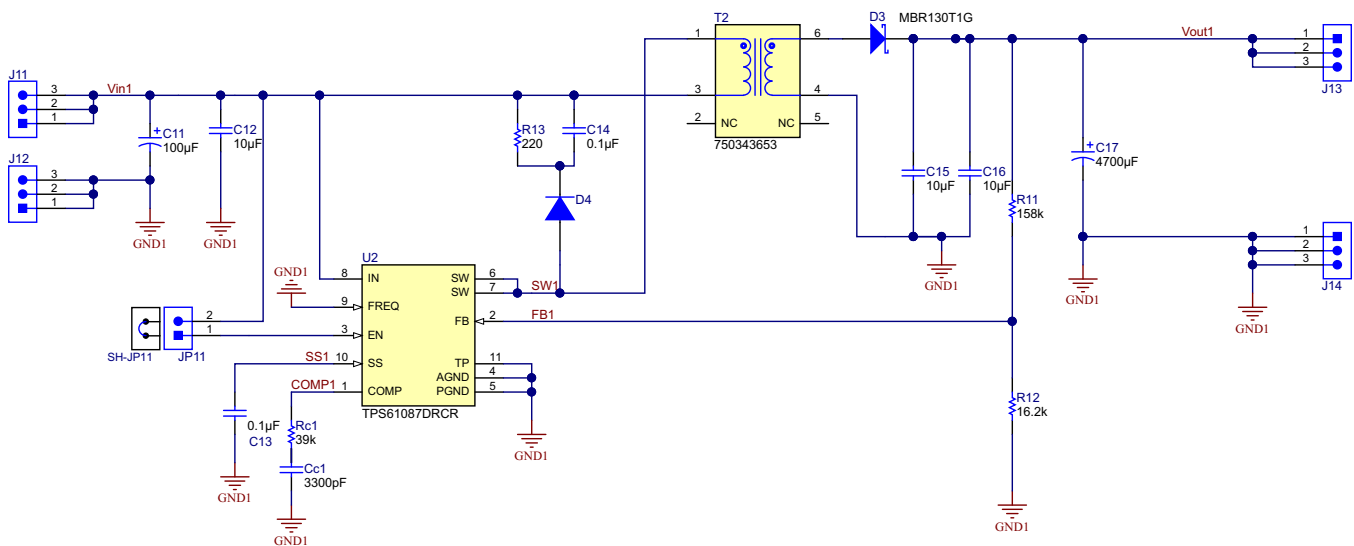 T2
D3 MBR130T1G
1 6 Vout1 1
2
3
J13
J11
3 Vin1
2
1
3 4
2 NC NC 5
750343653
C11
+
100µF
C12
10µF
R13
220
C14
0.1µF
J12
3
2
1
GND1
GND1
D4
C15
10µF
C16
10µF
R11
158k
+
C17
4700µF
GND1
GND1
1
2
3
J14
GND1
U2
GND1
8 IN SW 6
SW 7 SW1
9 FREQ
FB 2 FB1
3 EN
SS1 10 SS TP 11
AGND 4
COMP1 1 COMP PGND 5
TPS61087DRCR
2
1
SH-JP11 JP11
0.1µF
C13
Rc1
39k
Cc1
3300pF
GND1
GND1
GND1
R12
16.2k
GND1